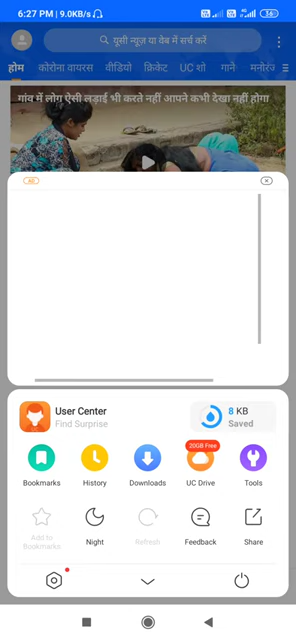 6:27 PM | 9.0KB/s
36
यूसी न्यूज़ या वेब में सर्च करें
होम कोरोना वायरस वीडियो क्रिकेट UC शो गाने मनोरंज
गांव में लोग ऐसी लड़ाई भी करते नहीं आपने कभी देखा नहीं होगा
AD
User Center
Find Surprise
8 KB
Saved
20GB Free
Bookmarks History Downloads UC Drive Tools
Add to
Bookmarks
Night Refresh Feedback Share